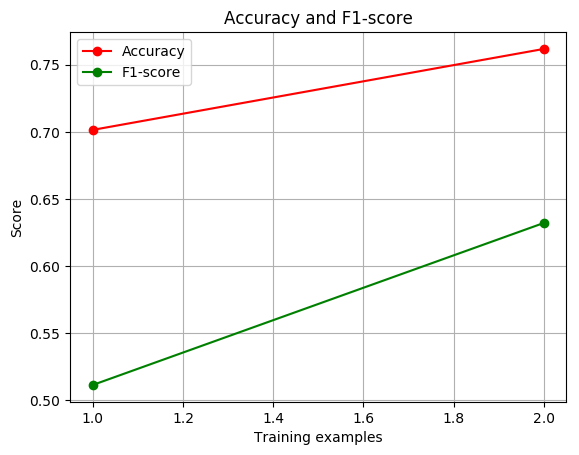 Accuracy and F1-score
Accuracy
F1-score
0.75
0.70
0.65
0.60
0.55
0.50
Score
1.0 1.2 1.4 1.6 1.8 2.0
Training examples